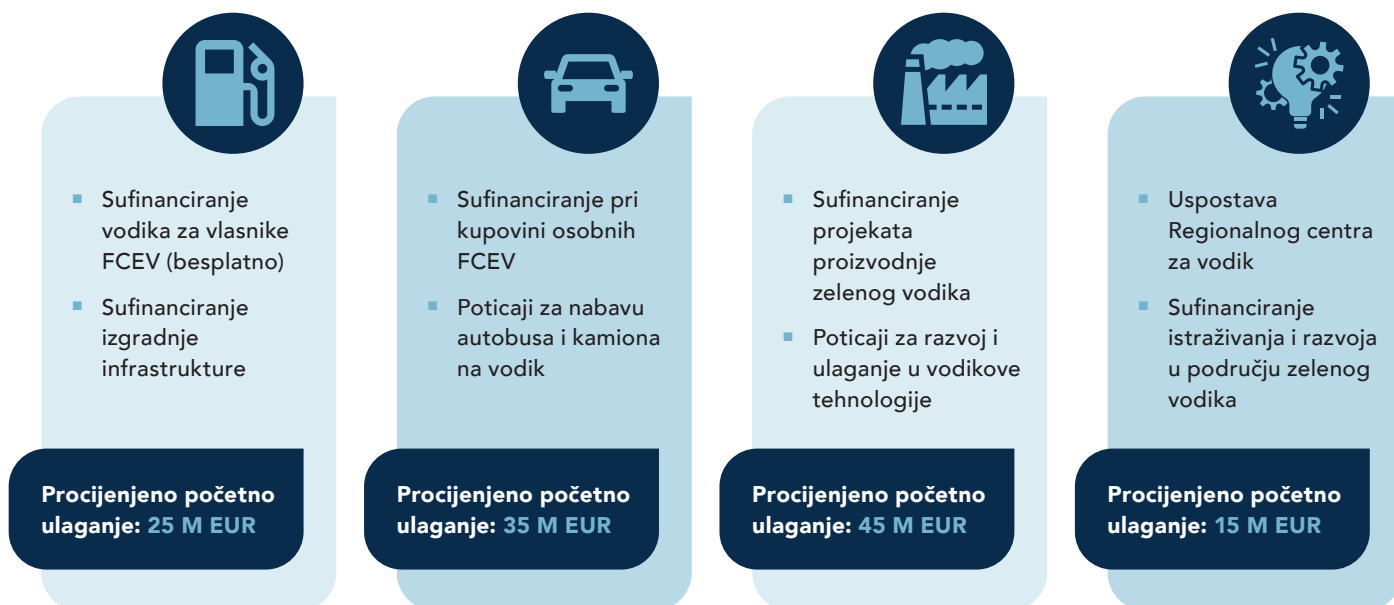 Sufinanciranje
vodika za vlasnike
FCEV (besplatno)
Sufinanciranje
izgradnje
infrastrukture
Procijenjeno početno
ulaganje: 25 M EUR
Sufinanciranje pri
kupovini osobnih
FCEV
Poticaji za nabavu
autobusa i kamiona
na vodik
Procijenjeno početno
ulaganje: 35 M EUR
Sufinanciranje
projekata
proizvodnje
zelenog vodika
Poticaji za razvoj i
ulaganje u vodikove
tehnologije
Procijenjeno početno
ulaganje: 45 M EUR
Uspostava
Regionalnog centra
za vodik
Sufinanciranje
istraživanja i razvoja
u području zelenog
vodika
Procijenjeno početno
ulaganje: 15 M EUR